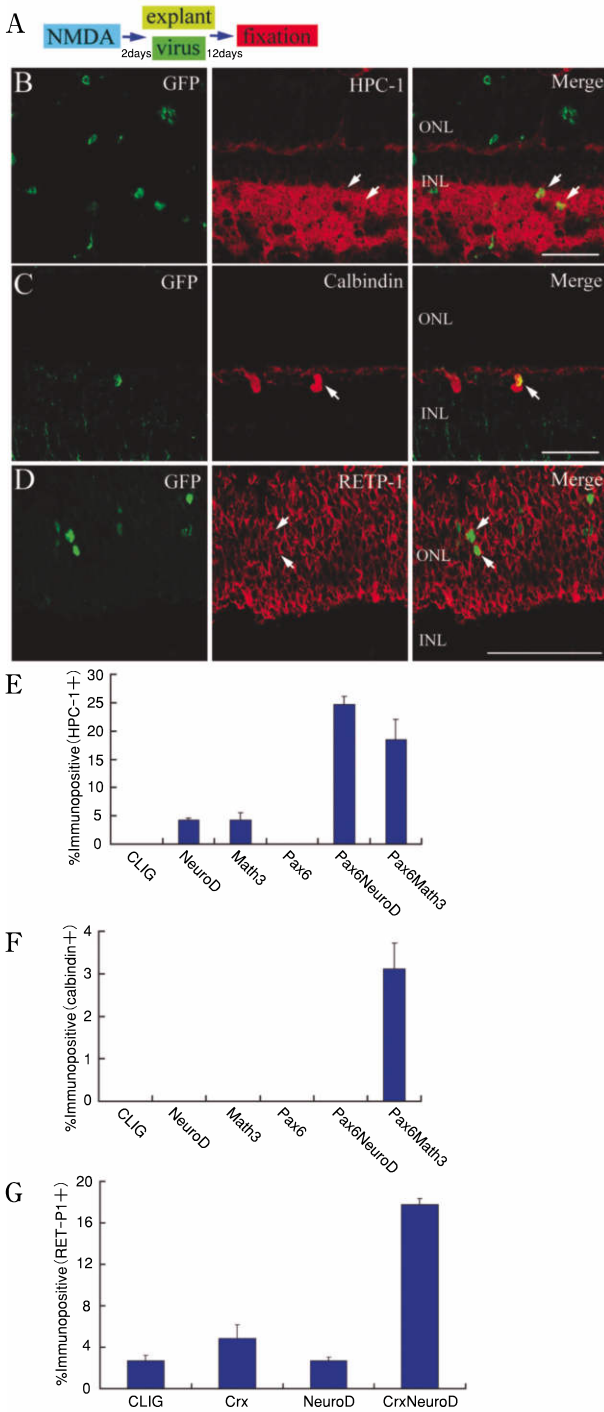 A
NMDA
explant
virus
fixation
2days
12days
B
GFP
HPC-1
Merge
ONL
INL
C
GFP
Calbindin
Merge
ONL
INL
D
GFP
RETP-1
Merge
ONL
INL
E
%Immunopositive (HPC-1+)
30
25
20
15
10
5
0
CLIG
NeuroD
Math3
Pax6
Pax6NeuroD
Pax6Math3
F
%Immunopositive (calbindin+)
4
3
2
1
0
CLIG
NeuroD
Math3
Pax6
Pax6NeuroD
Pax6Math3
G
%Immunopositive (RET-P1+)
20
16
12
8
4
0
CLIG
Crx
NeuroD
CrxNeuroD